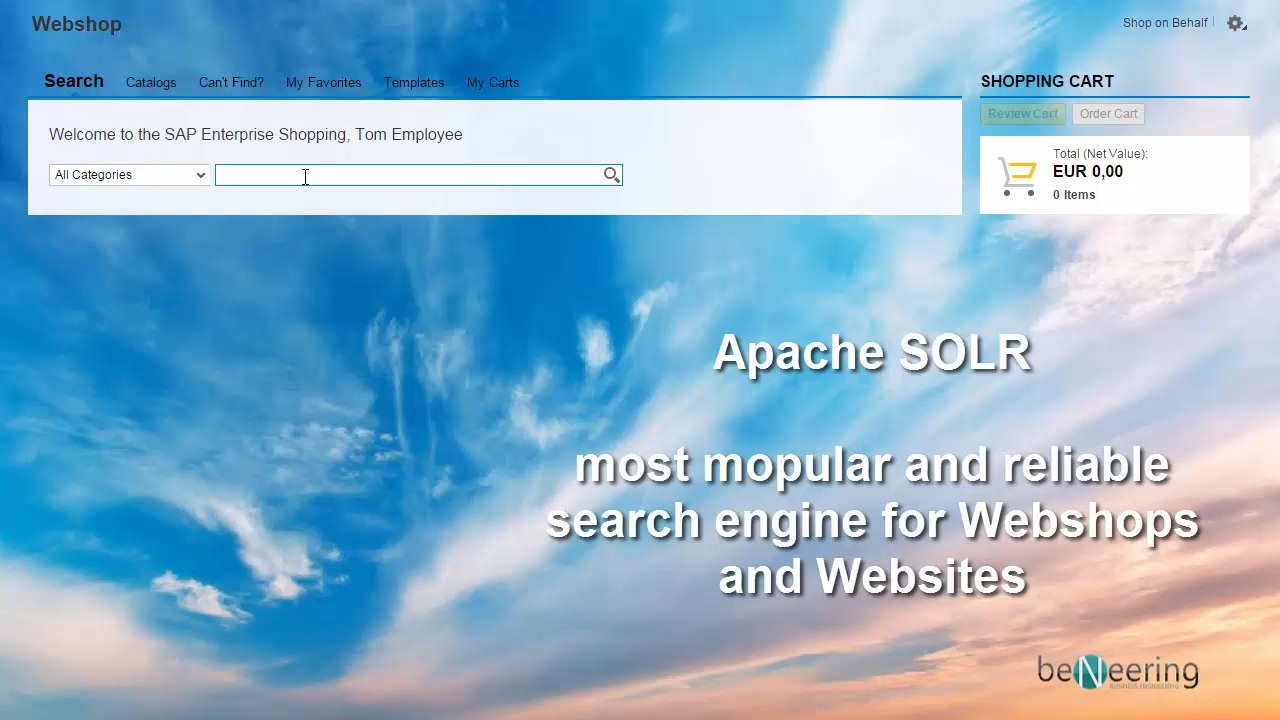 Webshop
Shop on Behalf
Search Catalogs Can't Find? My Favorites Templates My Carts
SHOPPING CART
Review Cart Order Cart
Welcome to the SAP Enterprise Shopping, Tom Employee
All Categories
Total (Net Value):
EUR 0,00
0 Items
Apache SOLR
most mopular and reliable
search engine for Webshops
and Websites
beNeering
BUSINESS ENGINEERING